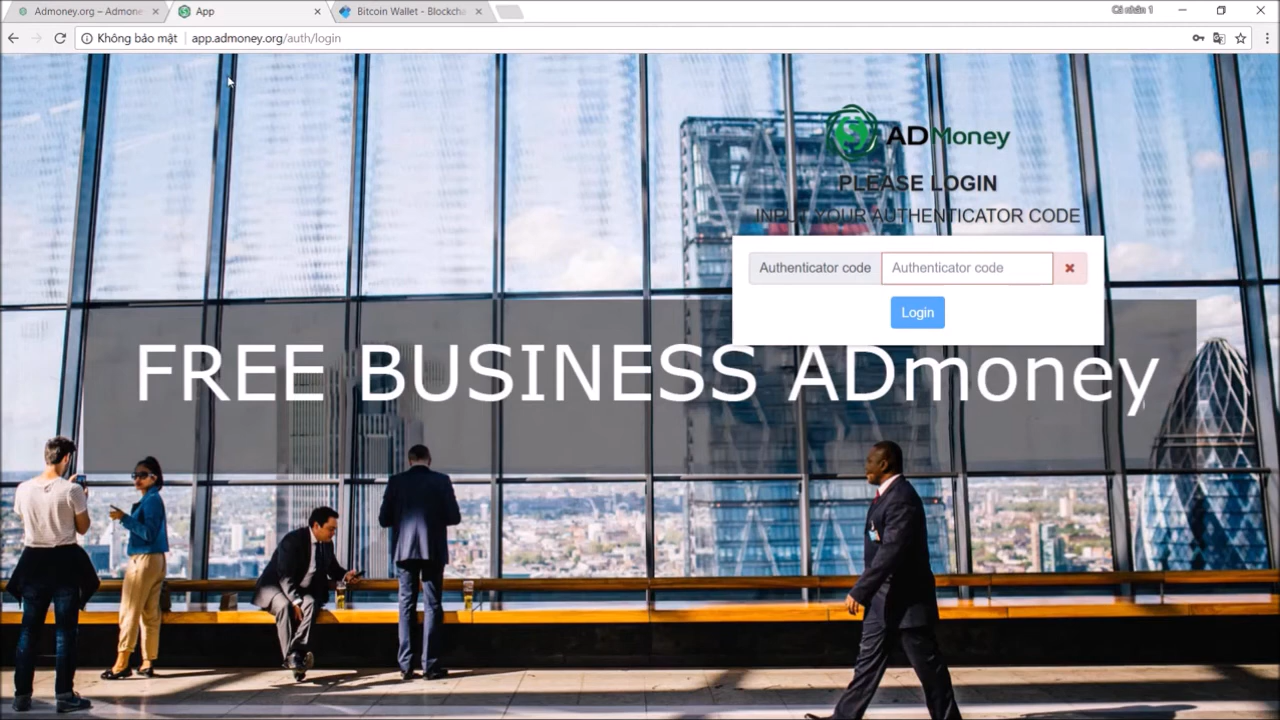 Admoney.org – Admone
App
Bitcoin Wallet - Blockcha
Cá nhân 1
Không bảo mật
app.admoney.org/auth/login
ADMoney
PLEASE LOGIN
INPUT YOUR AUTHENTICATOR CODE
Authenticator code
Authenticator code
Login
FREE BUSINESS ADmoney